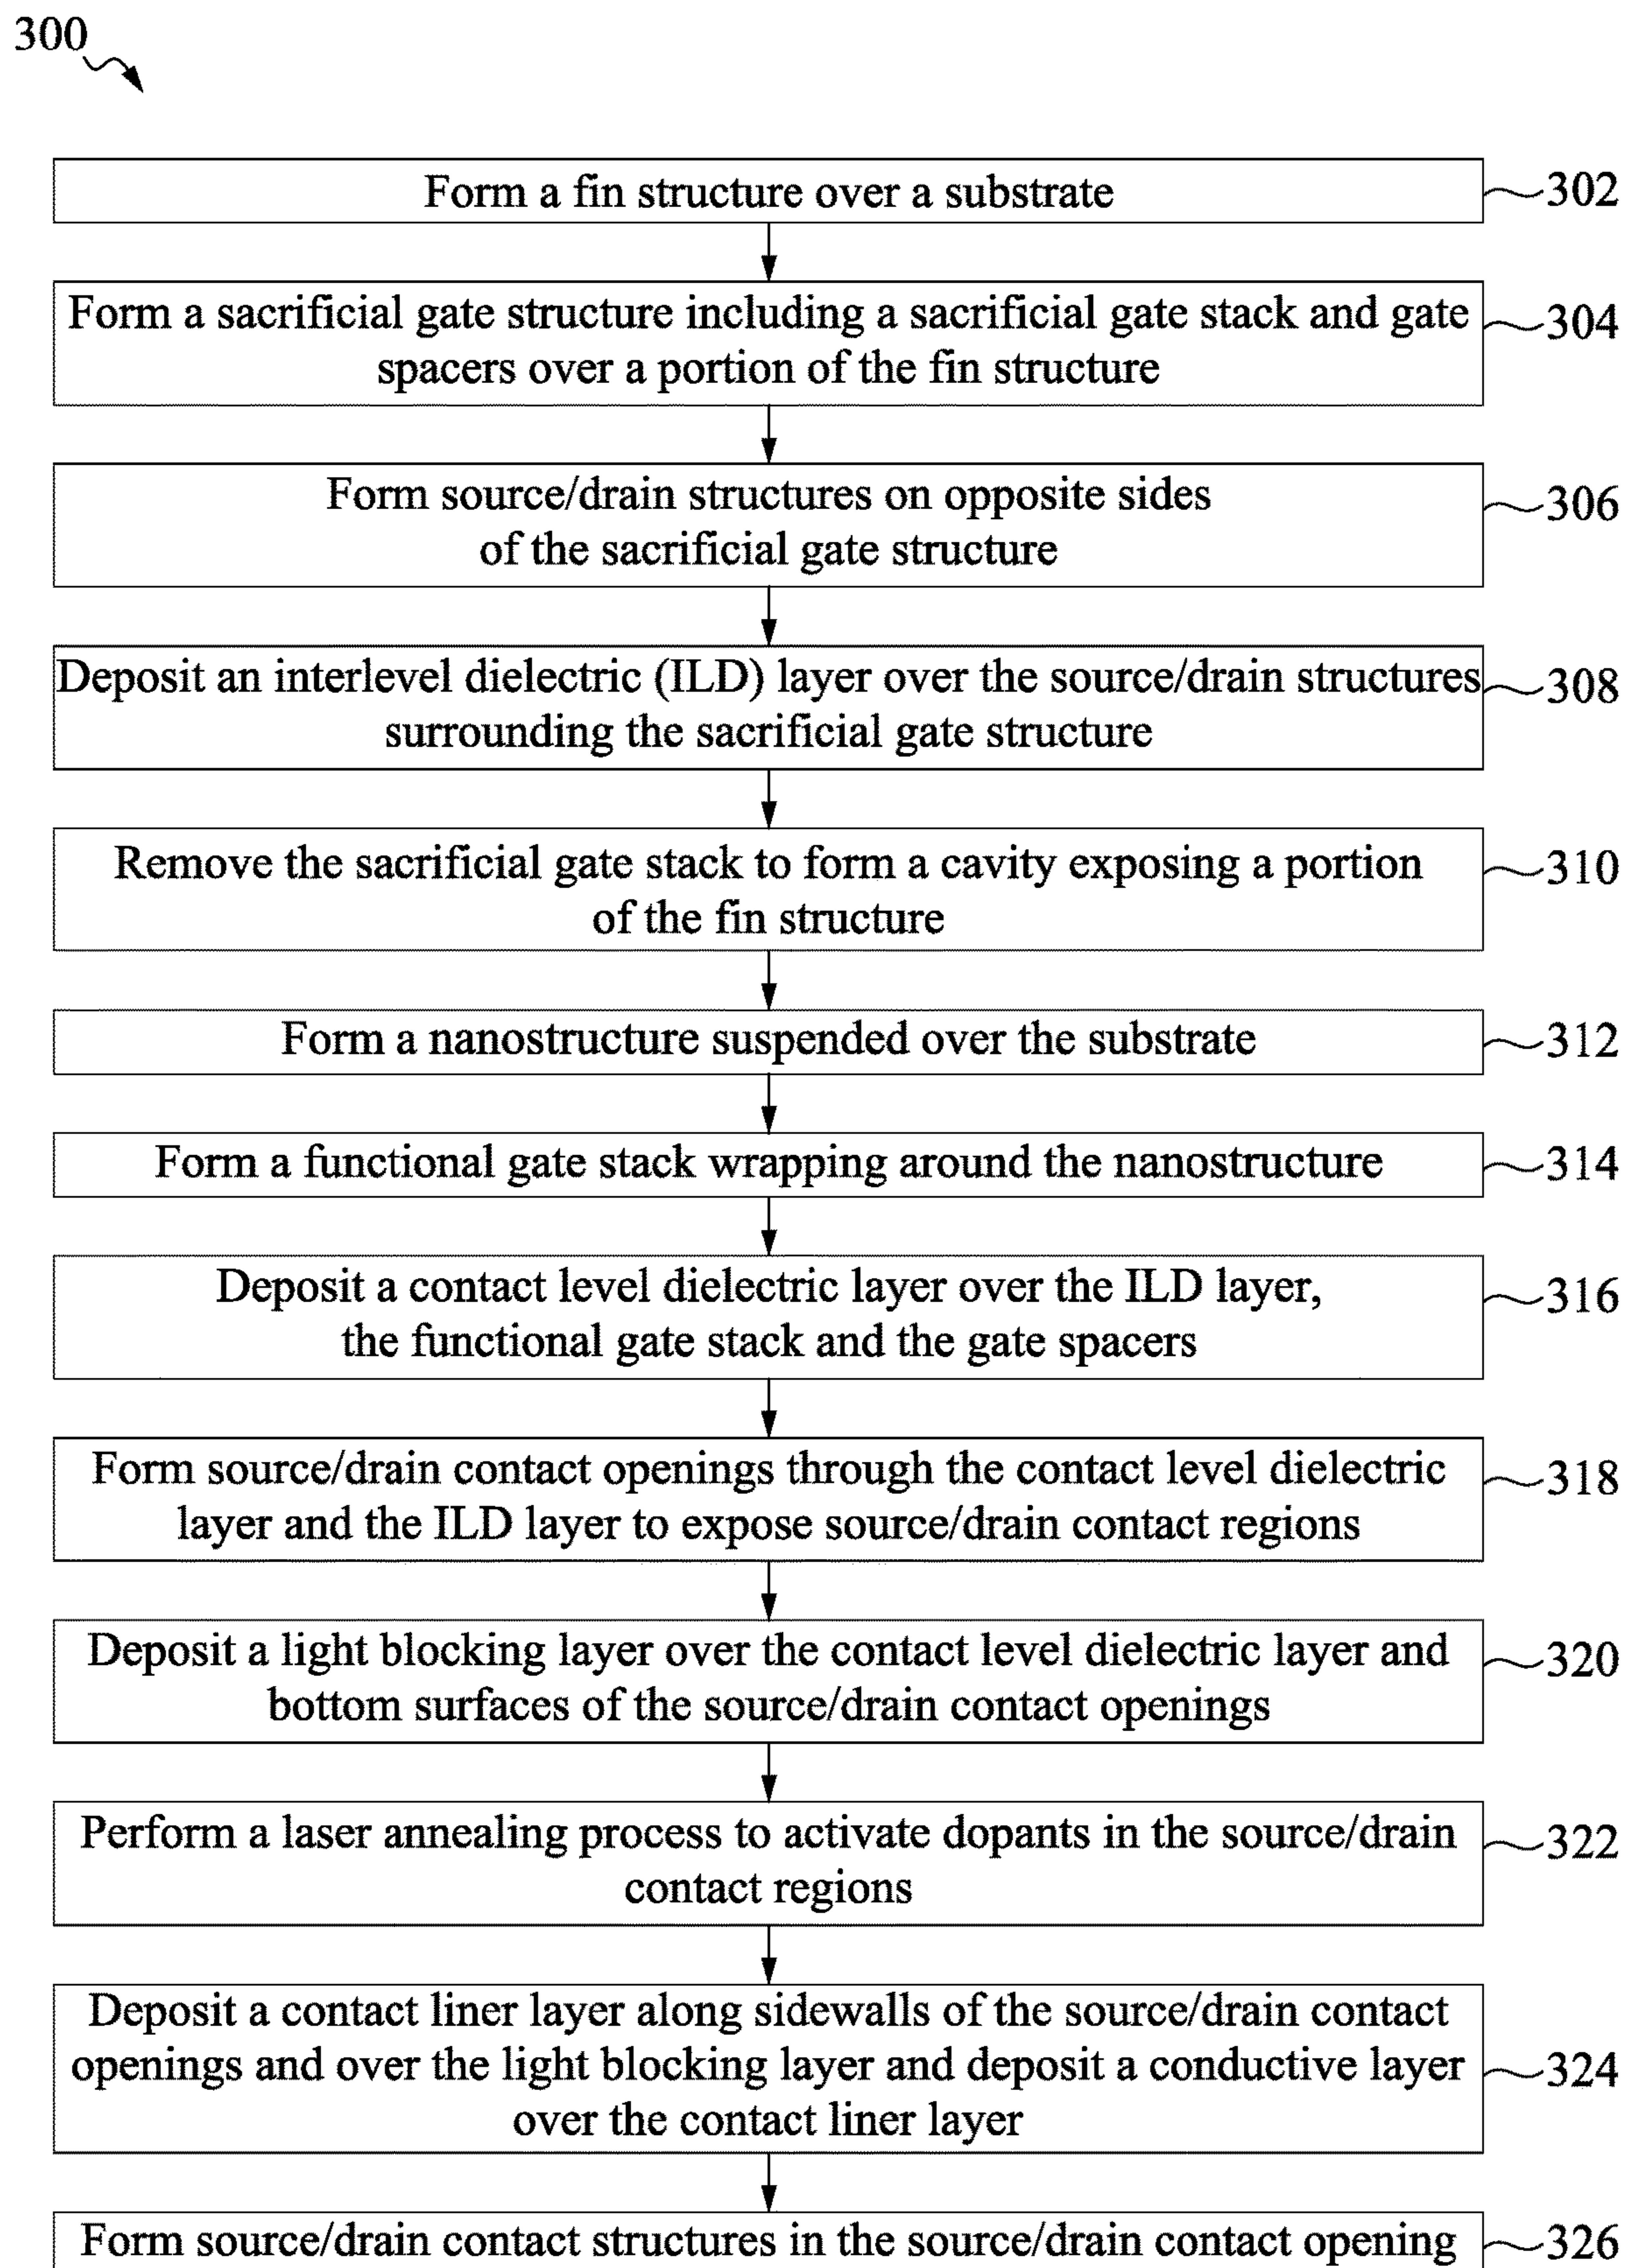 300
Form a fin structure over a substrate
302
Form a sacrificial gate structure including a sacrificial gate stack and gate
spacers over a portion of the fin structure
304
Form source/drain structures on opposite sides
of the sacrificial gate structure
306
Deposit an interlevel dielectric (ILD) layer over the source/drain structures
surrounding the sacrificial gate structure
308
Remove the sacrificial gate stack to form a cavity exposing a portion
of the fin structure
310
Form a nanostructure suspended over the substrate
312
Form a functional gate stack wrapping around the nanostructure
314
Deposit a contact level dielectric layer over the ILD layer,
the functional gate stack and the gate spacers
316
Form source/drain contact openings through the contact level dielectric
layer and the ILD layer to expose source/drain contact regions
318
Deposit a light blocking layer over the contact level dielectric layer and
bottom surfaces of the source/drain contact openings
320
Perform a laser annealing process to activate dopants in the source/drain
contact regions
322
Deposit a contact liner layer along sidewalls of the source/drain contact
openings and over the light blocking layer and deposit a conductive layer
over the contact liner layer
324
Form source/drain contact structures in the source/drain contact opening
326